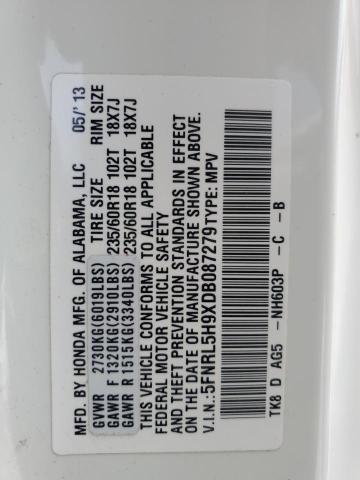 MFD. BY HONDA MFG. OF ALABAMA, LLC 05/'13
GVWR 2730KG(6019LBS) TIRE SIZE RIM SIZE
GAWR F 1320KG(2910LBS) 235/60R18 102T 18X7J
GAWR R 1515KG(3340LBS) 235/60R18 102T 18X7J
THIS VEHICLE CONFORMS TO ALL APPLICABLE
FEDERAL MOTOR VEHICLE SAFETY
AND THEFT PREVENTION STANDARDS IN EFFECT
ON THE DATE OF MANUFACTURE SHOWN ABOVE.
V.I.N.:5FNRL5H9XDB087279 TYPE: MPV
TK8 D AG5 -NH603P -C -B